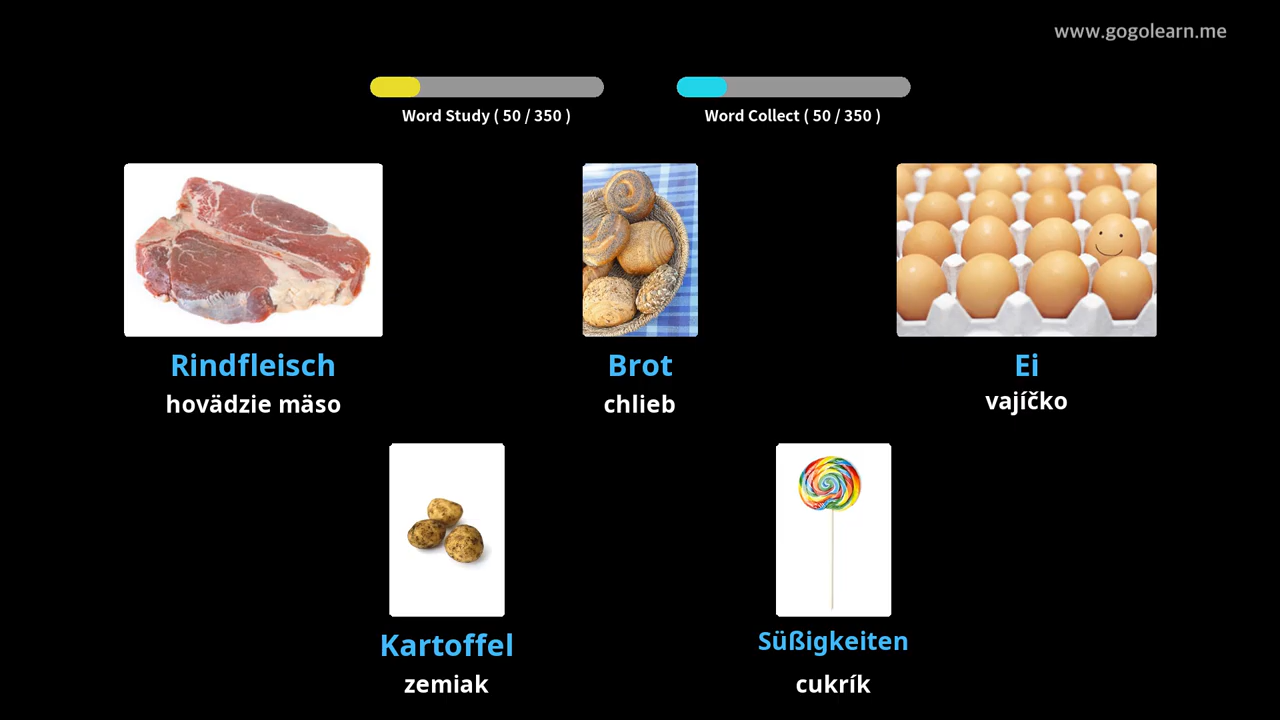 www.gogolearn.me
Word Study ( 50 / 350 )
Word Collect ( 50 / 350 )
Rindfleisch
hovädzie mäso
Brot
chlieb
Ei
vajíčko
Kartoffel
zemiak
Süßigkeiten
cukrík